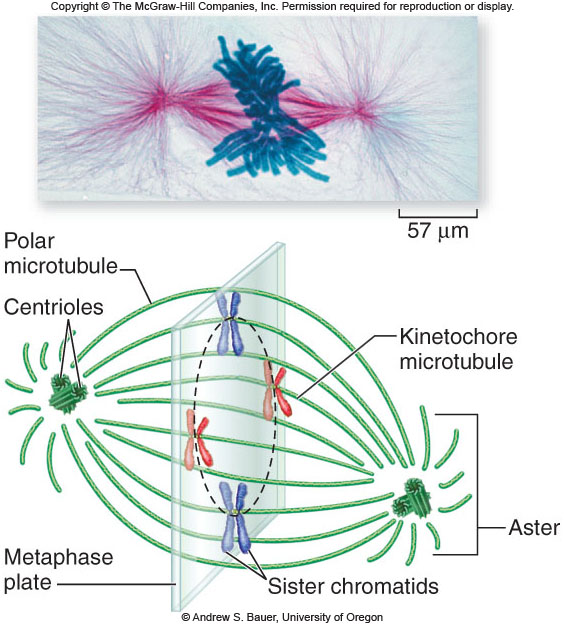 Copyright © The McGraw-Hill Companies, Inc. Permission required for reproduction or display.
57 μm
Polar
microtubule
Centrioles
Kinetochore
microtubule
Aster
Metaphase
plate
Sister chromatids
© Andrew S. Bauer, University of Oregon